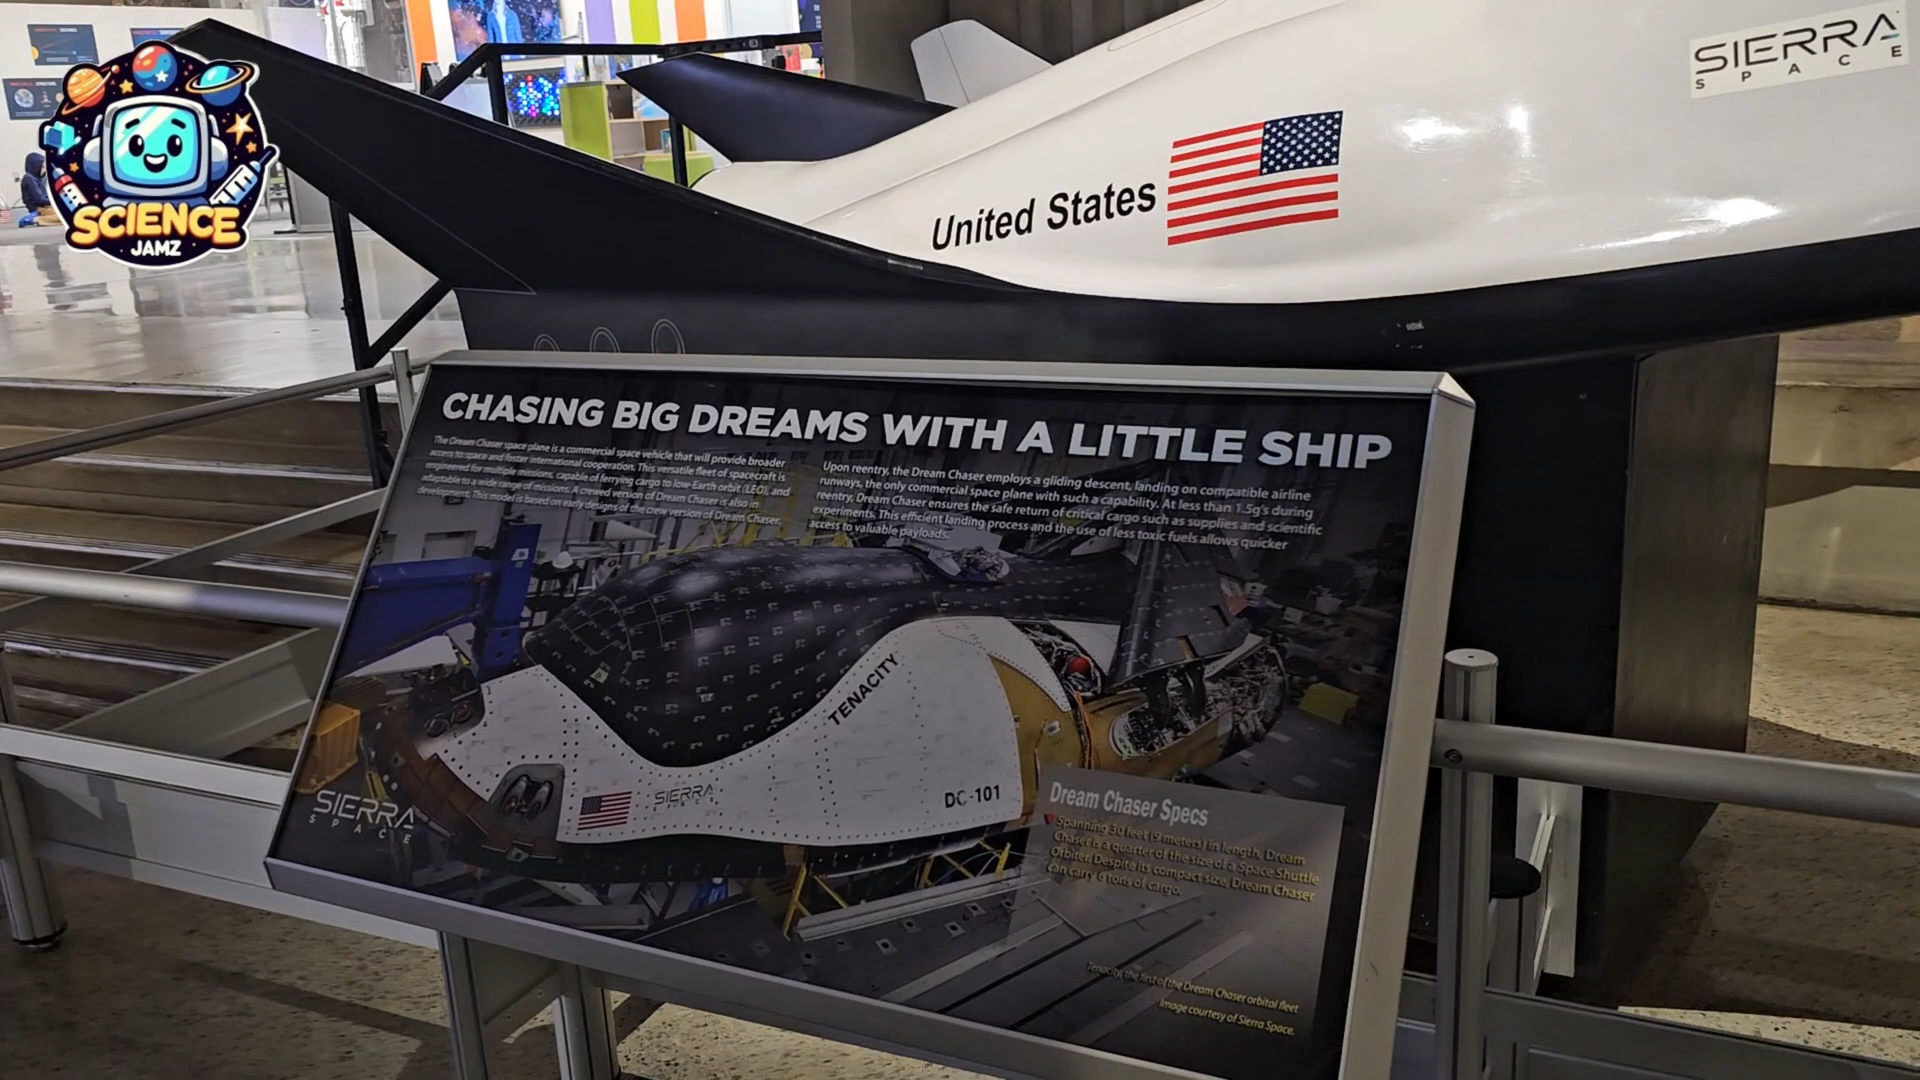 SCIENCE
JAMZ
SIERRA
SPACE
United States
CHASING BIG DREAMS WITH A LITTLE SHIP
The Dream Chaser space plane is a commercial space vehicle that will provide broader
access to space and foster international cooperation. This versatile fleet of spacecraft is
engineered for multiple missions, capable of ferrying cargo to low-Earth orbit (LEO), and
adaptable to a wide range of missions. A crewed version of Dream Chaser is also in
development. This model is based on early designs of the crew version of Dream Chaser.
Upon reentry, the Dream Chaser employs a gliding descent, landing on compatible airline
runways, the only commercial space plane with such a capability. At less than 1.5g's during
reentry, Dream Chaser ensures the safe return of critical cargo such as supplies and scientific
experiments. This efficient landing process and the use of less toxic fuels allows quicker
access to valuable payloads.
TENACITY
SIERRA
SPACE
DC-101
SIERRA
SPACE
Dream Chaser Specs
Spanning 30 feet (9 meters) in length, Dream
Chaser is a quarter of the size of a Space Shuttle
Orbiter. Despite its compact size, Dream Chaser
can carry 6 tons of cargo.
Tenacity, the first of the Dream Chaser orbital fleet
Image courtesy of Sierra Space.